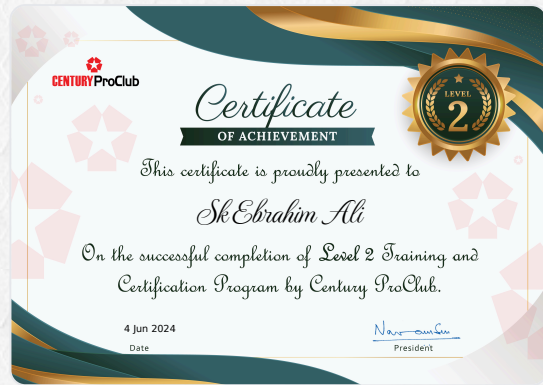 CENTURY ProClub
Certificate
OF ACHIEVEMENT
LEVEL
2
This certificate is proudly presented to
Sk Ebrahim Ali
On the successful completion of Level 2 Training and
Certification Program by Century ProClub.
4 Jun 2024
Date
President